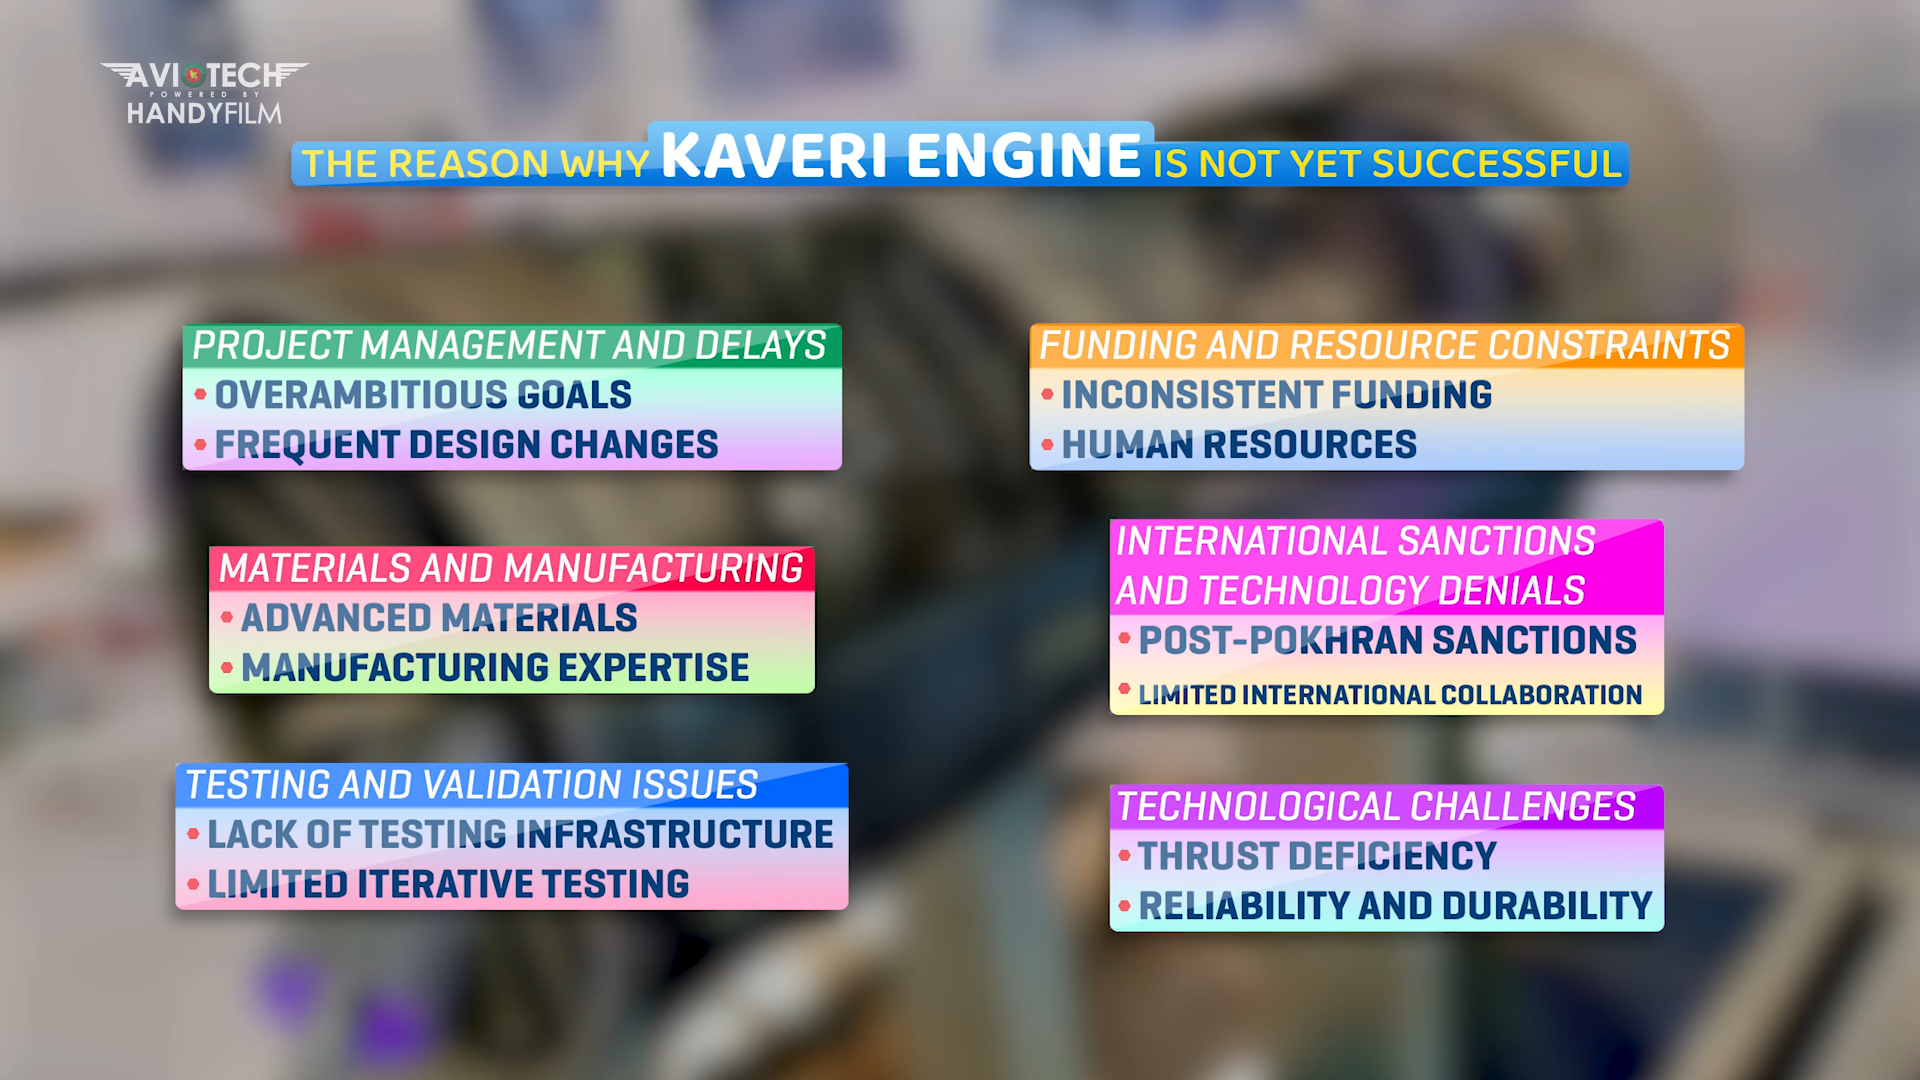 AVIOTECH
POWERED BY
HANDYFILM
THE REASON WHY KAVERI ENGINE IS NOT YET SUCCESSFUL
PROJECT MANAGEMENT AND DELAYS
• OVERAMBITIOUS GOALS
• FREQUENT DESIGN CHANGES
MATERIALS AND MANUFACTURING
• ADVANCED MATERIALS
• MANUFACTURING EXPERTISE
TESTING AND VALIDATION ISSUES
• LACK OF TESTING INFRASTRUCTURE
• LIMITED ITERATIVE TESTING
FUNDING AND RESOURCE CONSTRAINTS
• INCONSISTENT FUNDING
• HUMAN RESOURCES
INTERNATIONAL SANCTIONS
AND TECHNOLOGY DENIALS
• POST-POKHRAN SANCTIONS
• LIMITED INTERNATIONAL COLLABORATION
TECHNOLOGICAL CHALLENGES
• THRUST DEFICIENCY
• RELIABILITY AND DURABILITY